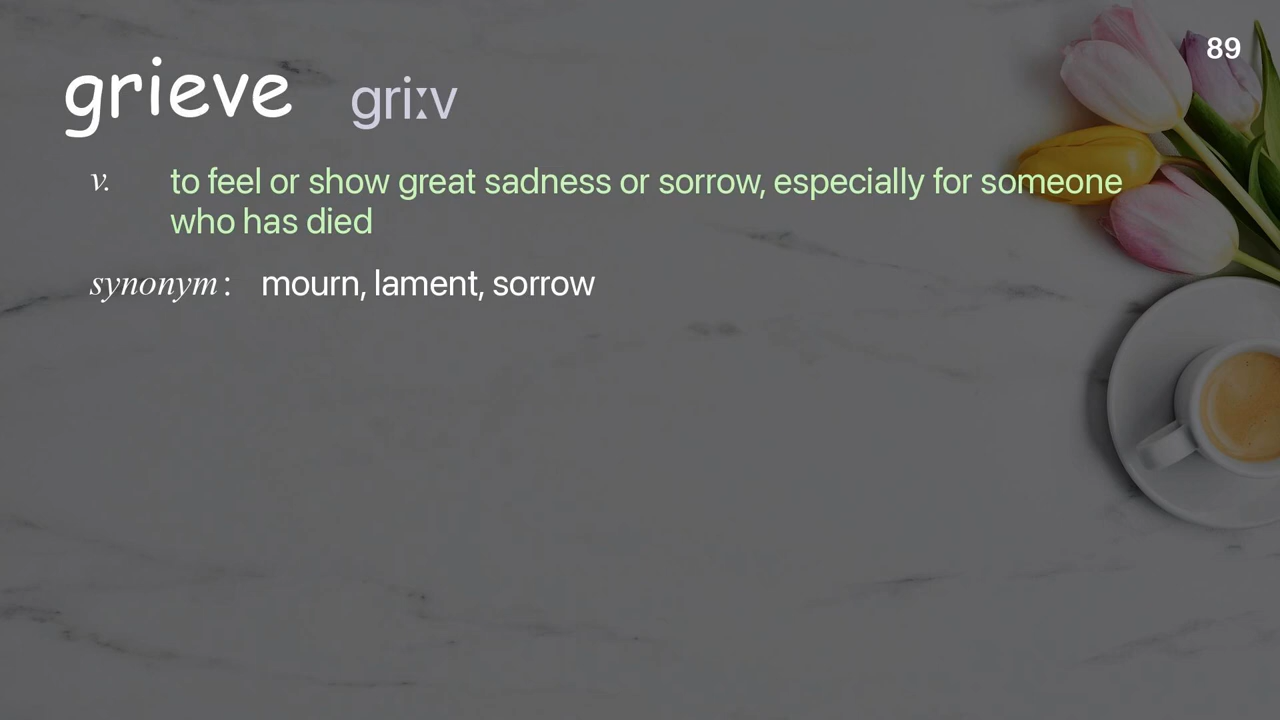 89
grieve griːv
v. to feel or show great sadness or sorrow, especially for someone
who has died
synonym : mourn, lament, sorrow